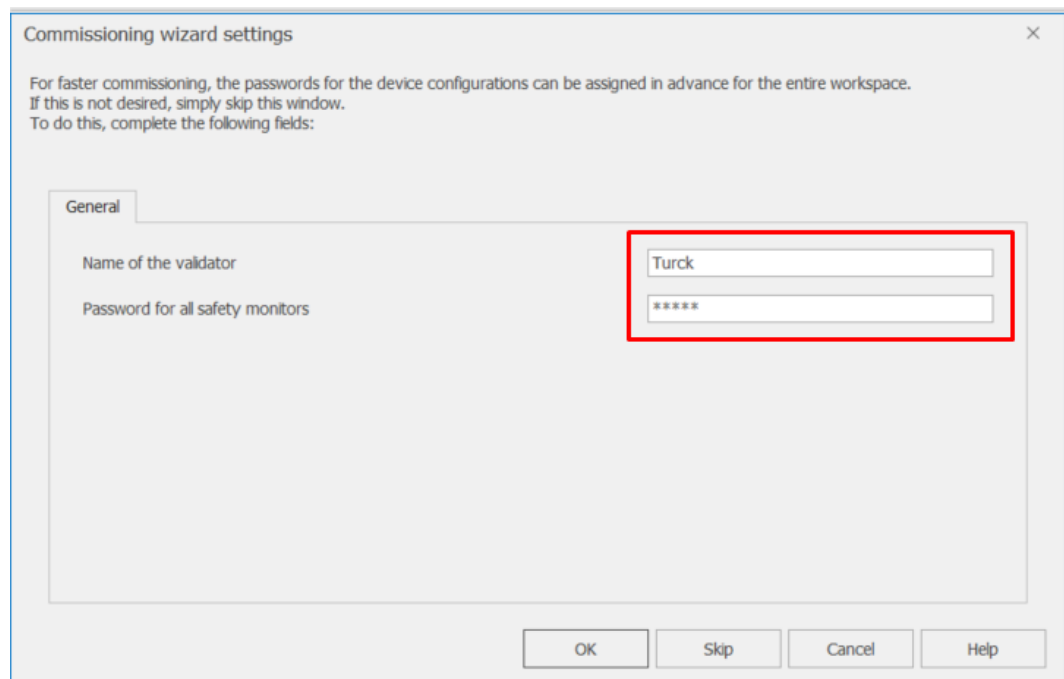 Commissioning wizard settings
For faster commissioning, the passwords for the device configurations can be assigned in advance for the entire workspace.
If this is not desired, simply skip this window.
To do this, complete the following fields:
General
Name of the validator
Turck
Password for all safety monitors
*****
OK
Skip
Cancel
Help